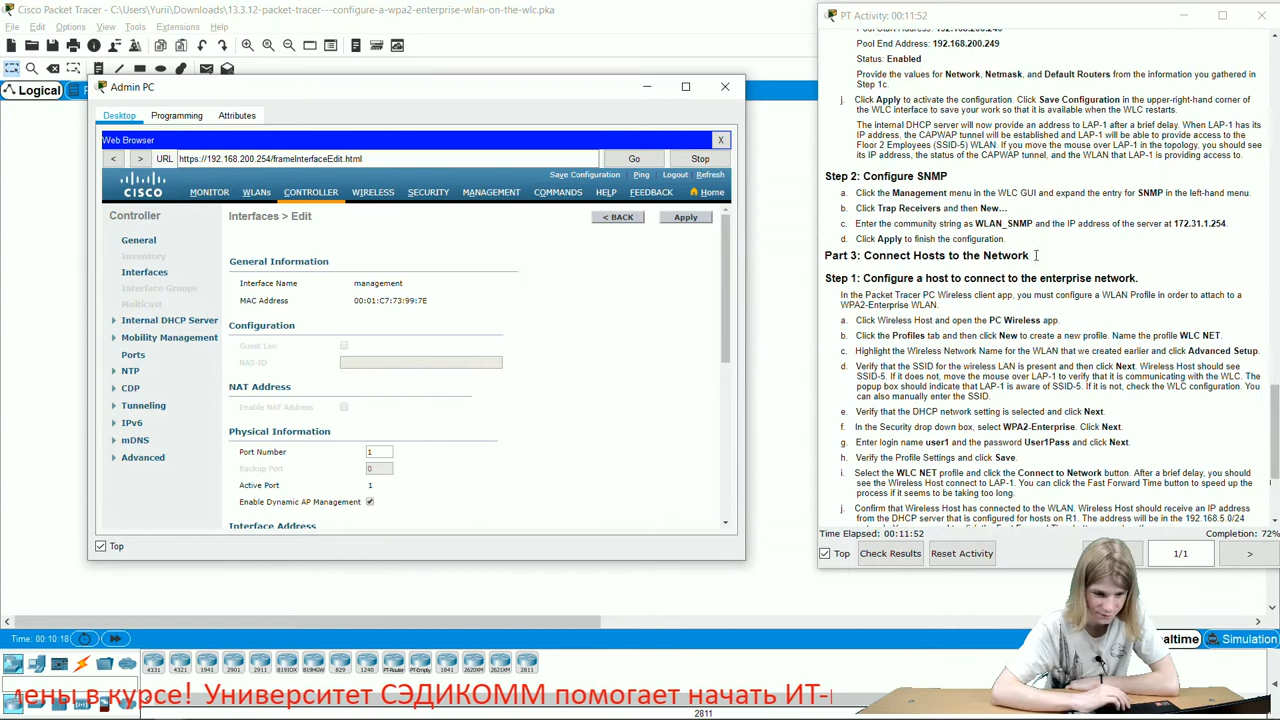 Cisco Packet Tracer - C:\Users\Yurii\Downloads\13.3.12-packet-tracer---configure-a-wpa2-enterprise-wlan-on-the-wlc.pka
File Edit Options View Tools Extensions Help
Logical
Admin PC
Desktop Programming Attributes
Web Browser X
< > URL https://192.168.200.254/frameInterfaceEdit.html Go Stop
Save Configuration Ping Logout Refresh
CISCO MONITOR WLANs CONTROLLER WIRELESS SECURITY MANAGEMENT COMMANDS HELP FEEDBACK Home
Controller
General
Inventory
Interfaces
Interface Groups
Multicast
Internal DHCP Server
Mobility Management
Ports
NTP
CDP
Tunneling
IPv6
mDNS
Advanced
Interfaces > Edit < BACK Apply
General Information
Interface Name management
MAC Address 00:01:C7:73:99:7E
Configuration
Guest Lan
NAS-ID
NAT Address
Enable NAT Address
Physical Information
Port Number 1
Backup Port 0
Active Port 1
Enable Dynamic AP Management
Interface Address
Top
PT Activity: 00:11:52
Pool Start Address: 192.168.200.240
Pool End Address: 192.168.200.249
Status: Enabled
Provide the values for Network, Netmask, and Default Routers from the information you gathered in
Step 1c.
j. Click Apply to activate the configuration. Click Save Configuration in the upper-right-hand corner of
the WLC interface to save your work so that it is available when the WLC restarts.
The internal DHCP server will now provide an address to LAP-1 after a brief delay. When LAP-1 has its
IP address, the CAPWAP tunnel will be established and LAP-1 will be able to provide access to the
Floor 2 Employees (SSID-5) WLAN. If you move the mouse over LAP-1 in the topology, you should see
its IP address, the status of the CAPWAP tunnel, and the WLAN that LAP-1 is providing access to.
Step 2: Configure SNMP
a. Click the Management menu in the WLC GUI and expand the entry for SNMP in the left-hand menu.
b. Click Trap Receivers and then New...
c. Enter the community string as WLAN_SNMP and the IP address of the server at 172.31.1.254.
d. Click Apply to finish the configuration.
Part 3: Connect Hosts to the Network
Step 1: Configure a host to connect to the enterprise network.
In the Packet Tracer PC Wireless client app, you must configure a WLAN Profile in order to attach to a
WPA2-Enterprise WLAN.
a. Click Wireless Host and open the PC Wireless app.
b. Click the Profiles tab and then click New to create a new profile. Name the profile WLC NET.
c. Highlight the Wireless Network Name for the WLAN that we created earlier and click Advanced Setup.
d. Verify that the SSID for the wireless LAN is present and then click Next. Wireless Host should see
SSID-5. If it does not, move the mouse over LAP-1 to verify that it is communicating with the WLC. The
popup box should indicate that LAP-1 is aware of SSID-5. If it is not, check the WLC configuration. You
can also manually enter the SSID.
e. Verify that the DHCP network setting is selected and click Next.
f. In the Security drop down box, select WPA2-Enterprise. Click Next.
g. Enter login name user1 and the password User1Pass and click Next.
h. Verify the Profile Settings and click Save.
i. Select the WLC NET profile and click the Connect to Network button. After a brief delay, you should
see the Wireless Host connect to LAP-1. You can click the Fast Forward Time button to speed up the
process if it seems to be taking too long.
j. Confirm that Wireless Host has connected to the WLAN. Wireless Host should receive an IP address
from the DHCP server that is configured for hosts on R1. The address will be in the 192.168.5.0/24
Time Elapsed: 00:11:52 Completion: 72%
Top Check Results Reset Activity 1/1 >
Time: 00:10:18
altime Simulation
4331 4321 1941 2901 2911 819IOX 819HGW 829 1240 PT-Router PT-Empty 1841 2620XM 2621XM 2811
лены в курсе! Университет СЭДИКОММ помогает начать ИТ-
2811